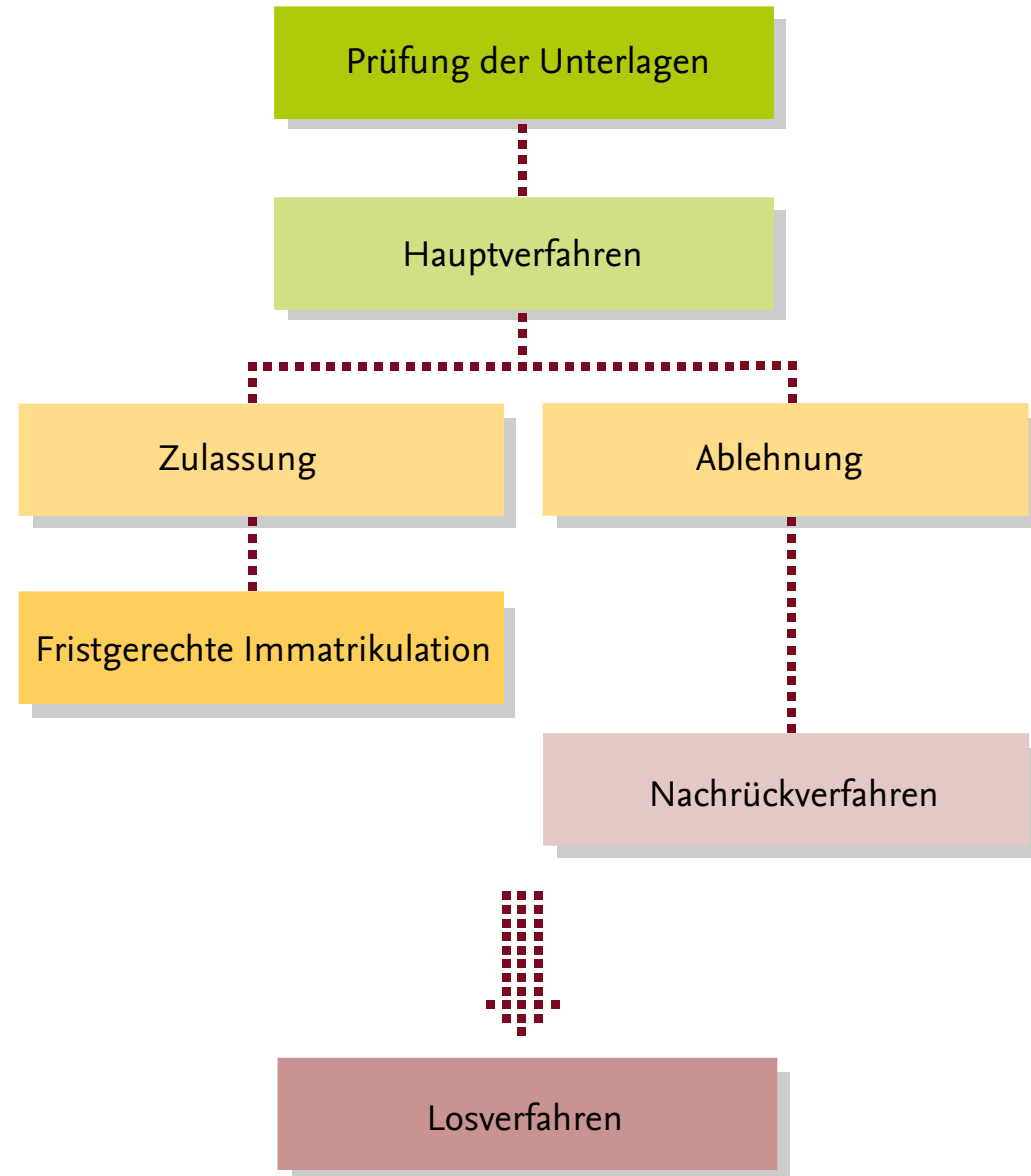 Prüfung der Unterlagen
Hauptverfahren
Zulassung
Ablehnung
Fristgerechte Immatrikulation
Nachrückverfahren
Losverfahren